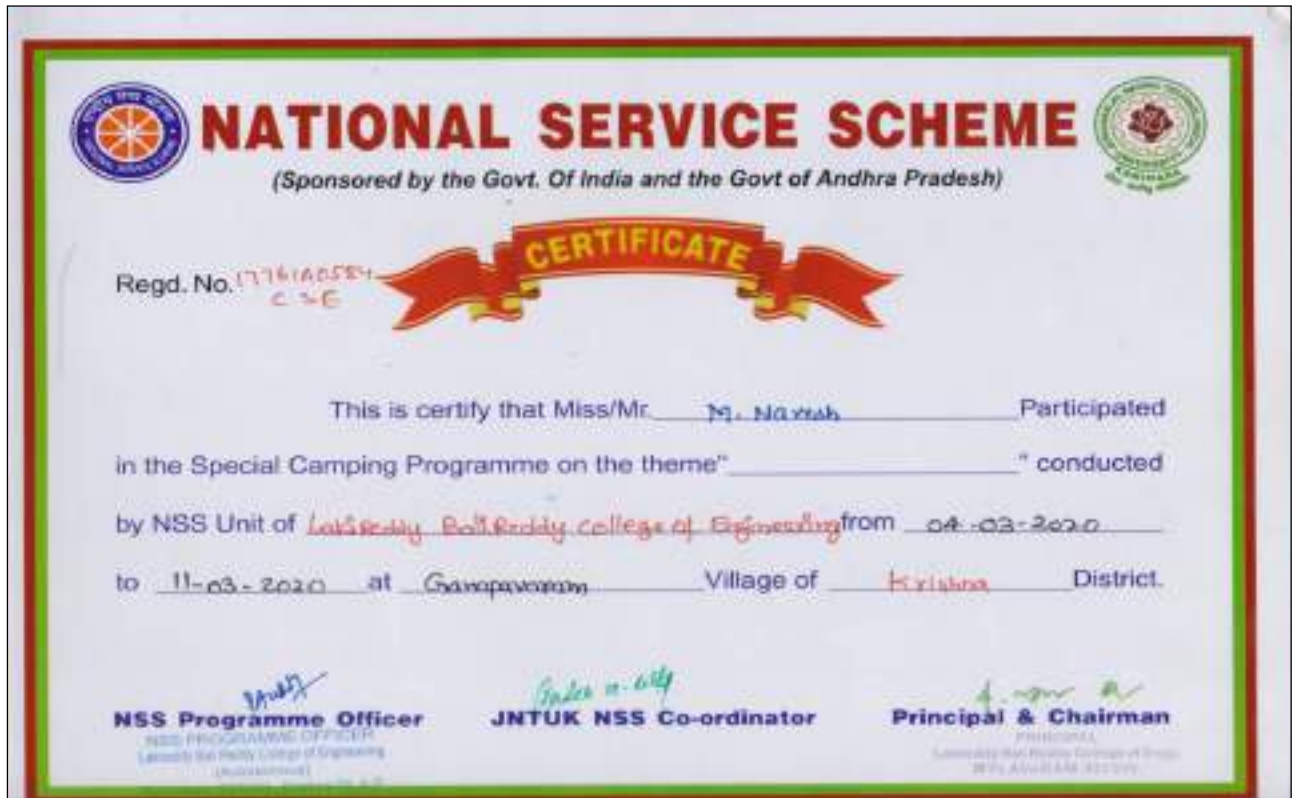 NATIONAL SERVICE SCHEME
(Sponsored by the Govt. Of India and the Govt of Andhra Pradesh)
CERTIFICATE
Regd. No. 17761A0584
CSE
This is certify that Miss/Mr. M. Naresh Participated
in the Special Camping Programme on the theme" " conducted
by NSS Unit of LakiReddy BaliReddy college of Engineering from 04-03-2020
to 11-03-2020 at Ganapavaram Village of Krishna District.
NSS Programme Officer JNTUK NSS Co-ordinator Principal & Chairman
NSS PROGRAMME OFFICER PRINCIPAL